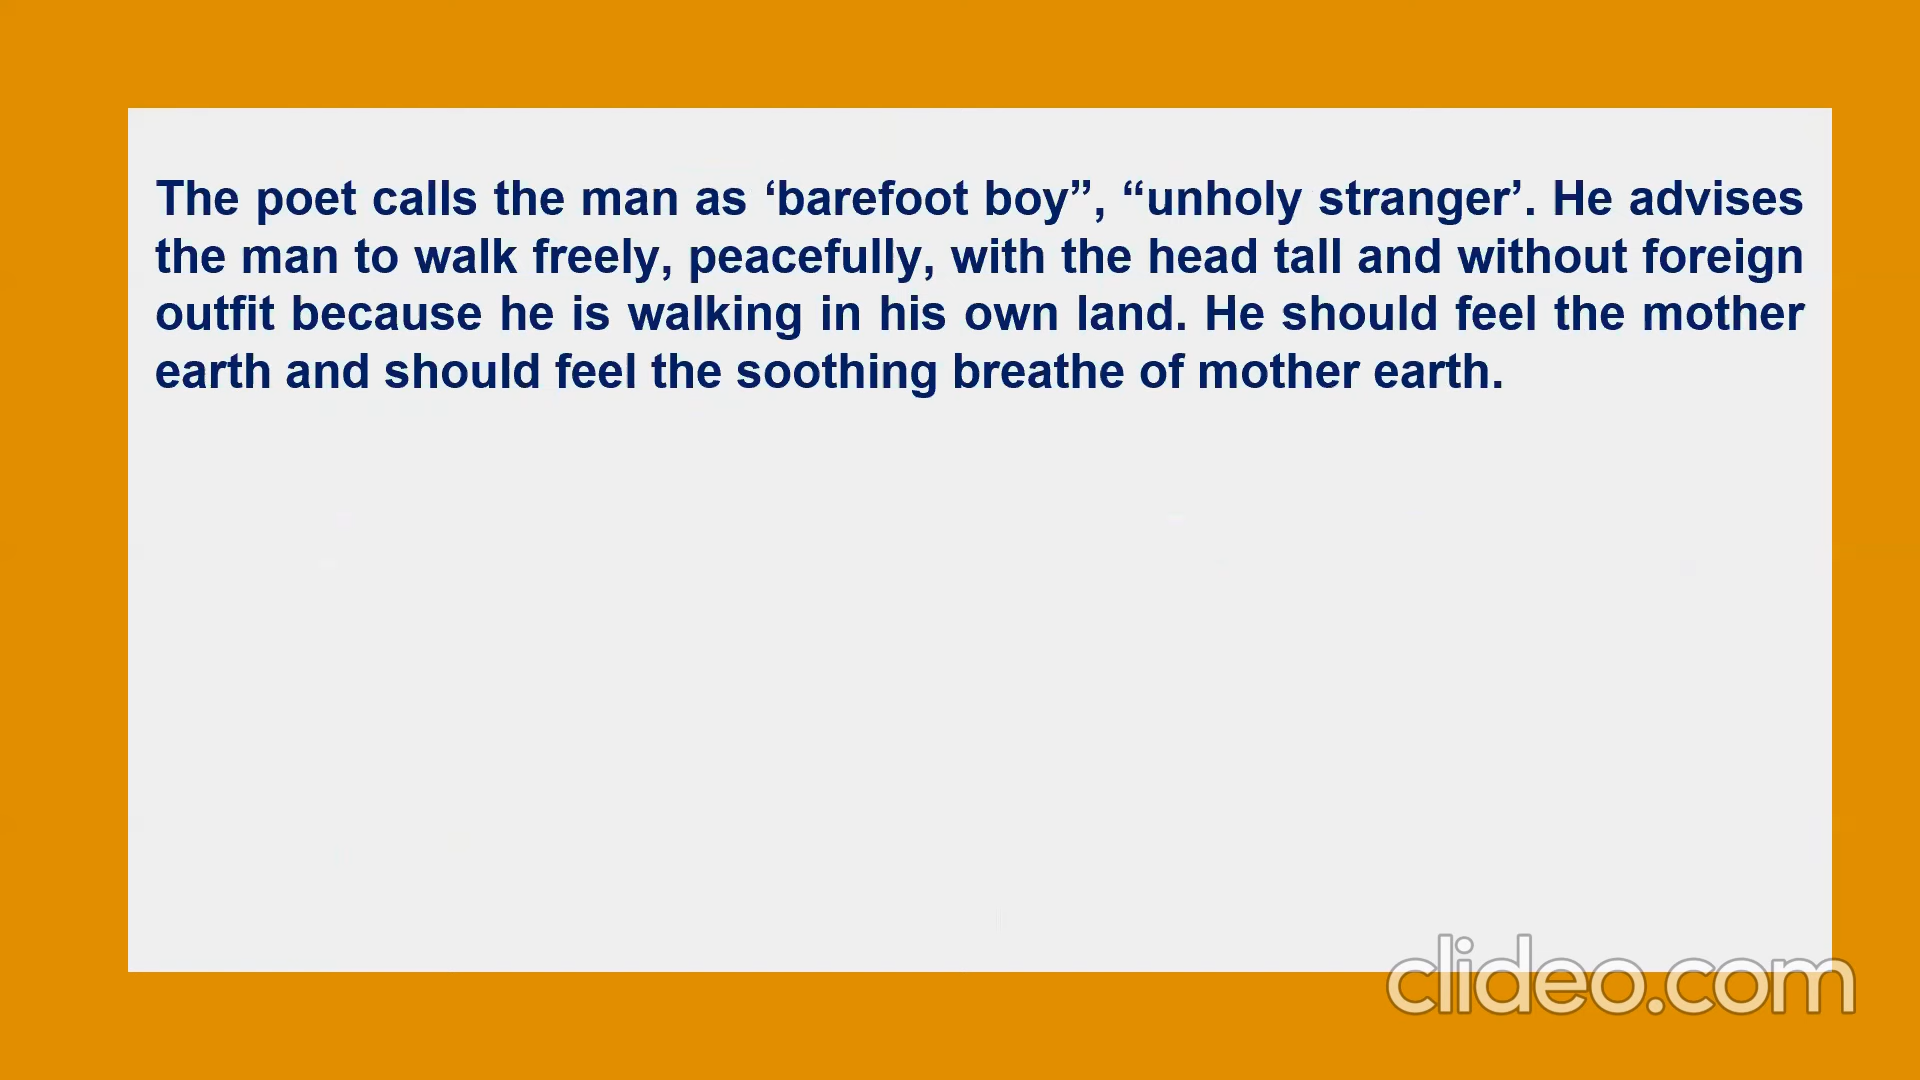 The poet calls the man as ‘barefoot boy”, “unholy stranger’. He advises
the man to walk freely, peacefully, with the head tall and without foreign
outfit because he is walking in his own land. He should feel the mother
earth and should feel the soothing breathe of mother earth.
clideo.com